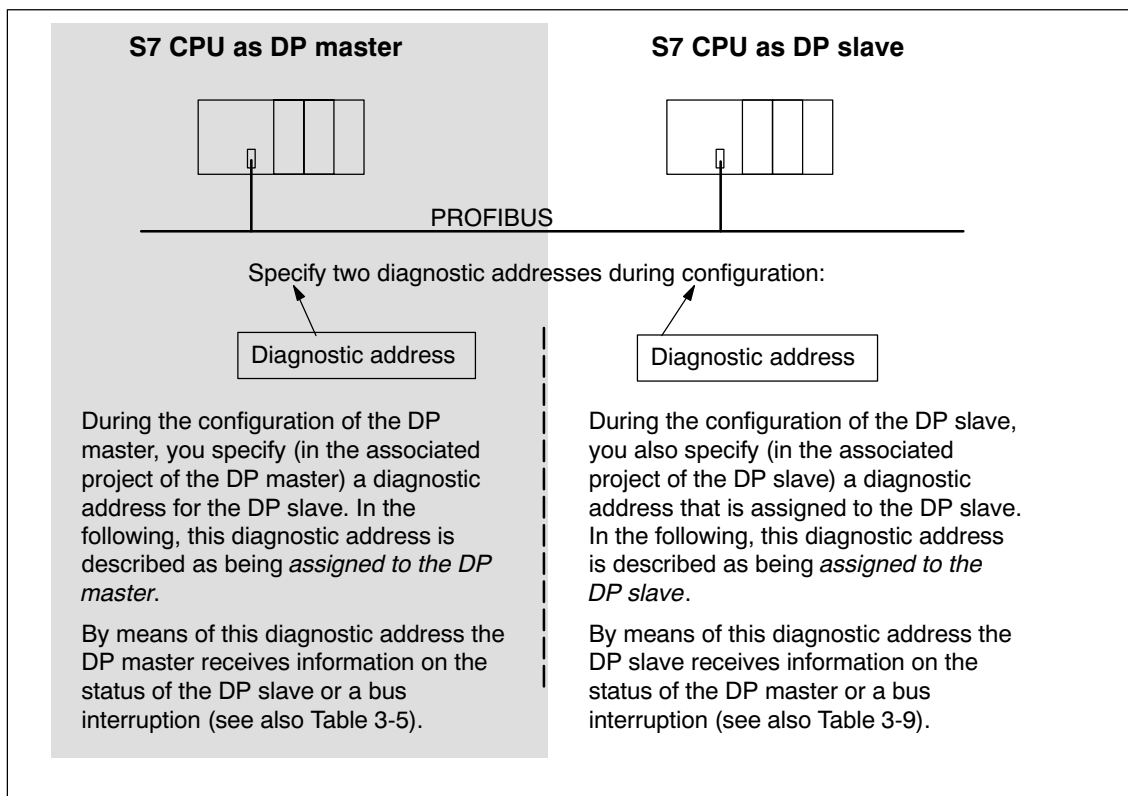 S7 CPU as DP master
S7 CPU as DP slave
PROFIBUS
Specify two diagnostic addresses during configuration:
Diagnostic address
Diagnostic address
During the configuration of the DP
master, you specify (in the associated
project of the DP master) a diagnostic
address for the DP slave. In the
following, this diagnostic address is
described as being assigned to the DP
master.
By means of this diagnostic address the
DP master receives information on the
status of the DP slave or a bus
interruption (see also Table 3-5).
During the configuration of the DP slave,
you also specify (in the associated
project of the DP slave) a diagnostic
address that is assigned to the DP slave.
In the following, this diagnostic address
is described as being assigned to the
DP slave.
By means of this diagnostic address the
DP slave receives information on the
status of the DP master or a bus
interruption (see also Table 3-9).